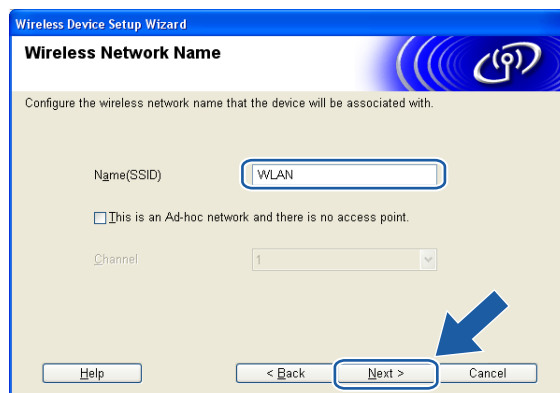 Wireless Device Setup Wizard
Wireless Network Name
Configure the wireless network name that the device will be associated with.
Name(SSID)
WLAN
This is an Ad-hoc network and there is no access point.
Channel
1
Help
< Back
Next >
Cancel